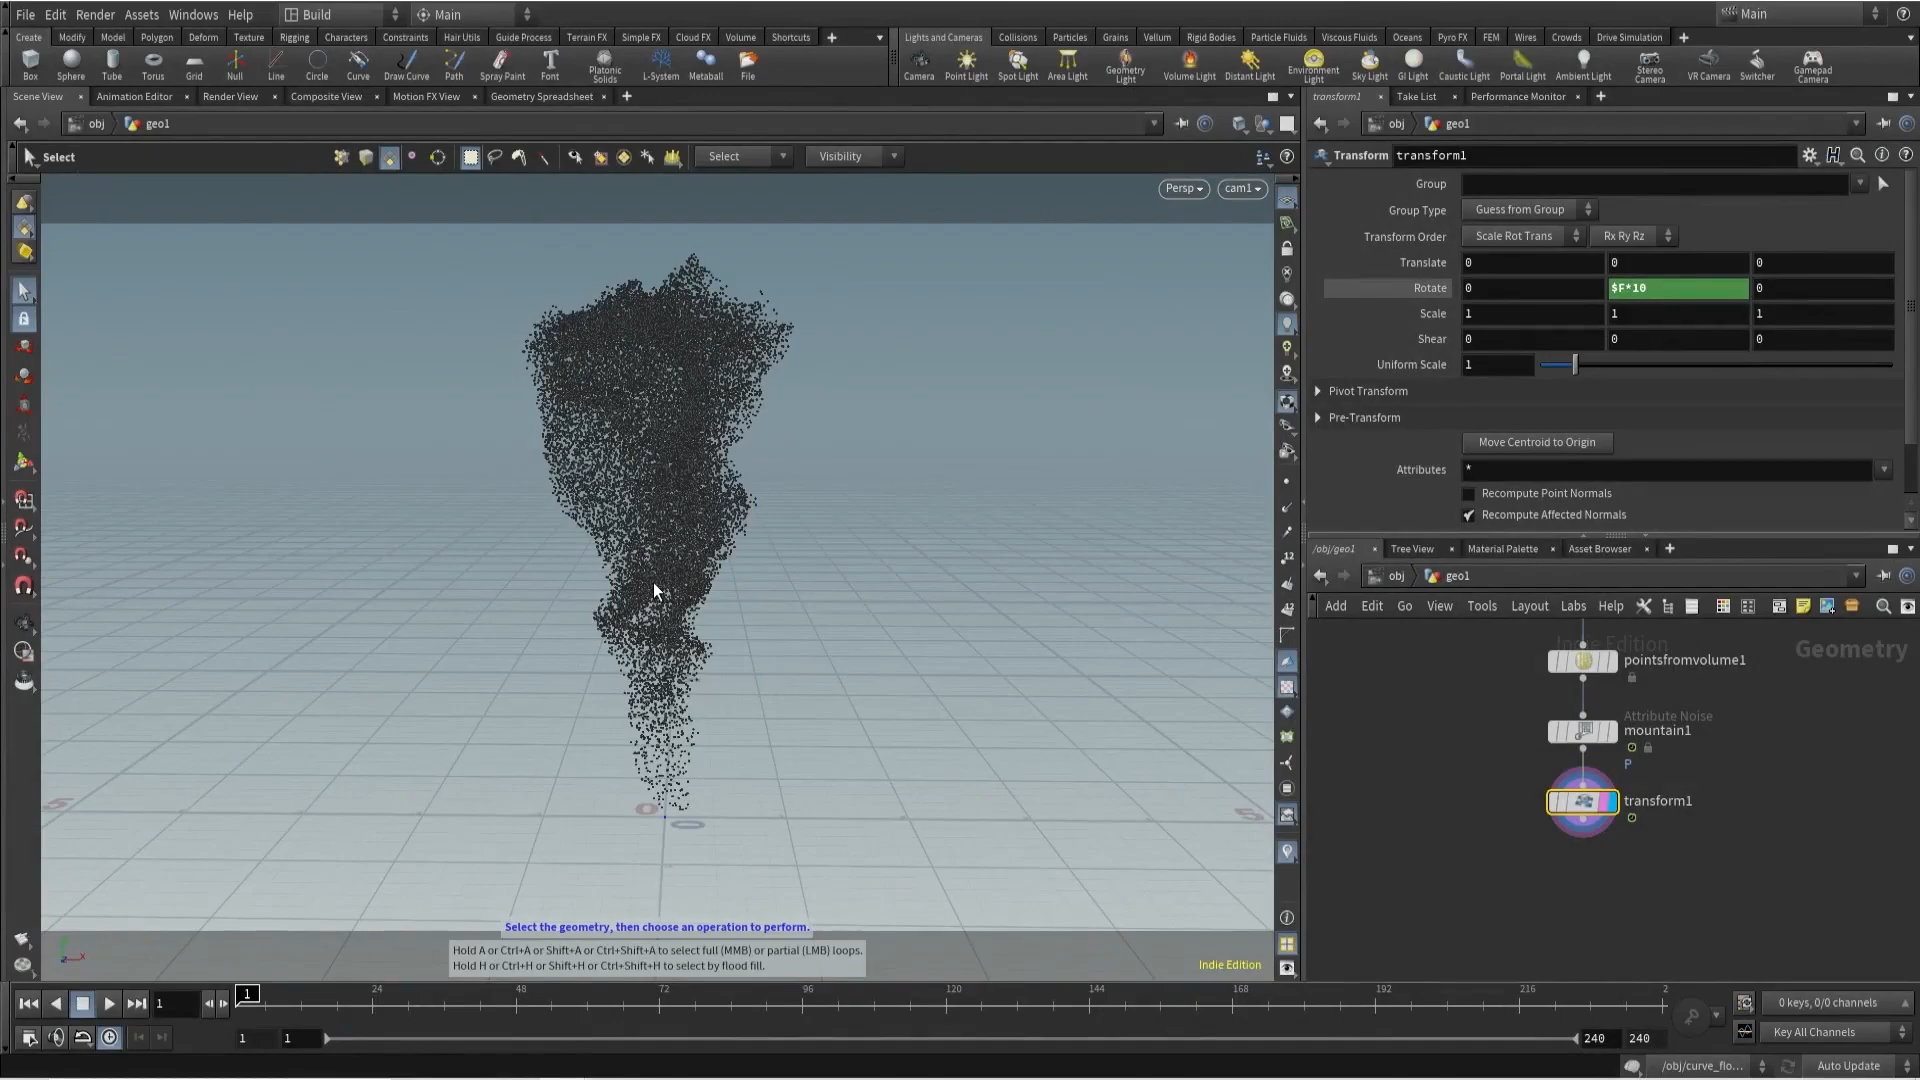 File Edit Render Assets Windows Help Build Main Main
Create Modify Model Polygon Deform Texture Rigging Characters Constraints Hair Utils Guide Process Terrain FX Simple FX Cloud FX Volume Shortcuts
Box Sphere Tube Torus Grid Null Line Circle Curve Draw Curve Path Spray Paint Font Platonic Solids L-System Metaball File
Lights and Cameras Collisions Particles Grains Vellum Rigid Bodies Particle Fluids Viscous Fluids Oceans Pyro FX FEM Wires Crowds Drive Simulation
Camera Point Light Spot Light Area Light Geometry Light Volume Light Distant Light Environment Light Sky Light GI Light Caustic Light Portal Light Ambient Light Stereo Camera VR Camera Switcher Gamepad Camera
Scene View Animation Editor Render View Composite View Motion FX View Geometry Spreadsheet
obj geo1
Select Select Visibility
Persp cam1
5
0
0
5
Select the geometry, then choose an operation to perform.
Hold A or Ctrl+A or Shift+A or Ctrl+Shift+A to select full (MMB) or partial (LMB) loops.
Hold H or Ctrl+H or Shift+H or Ctrl+Shift+H to select by flood fill.
Indie Edition
transform1 Take List Performance Monitor
obj geo1
Transform transform1
Group
Group Type Guess from Group
Transform Order Scale Rot Trans Rx Ry Rz
Translate 0 0 0
Rotate 0 $F*10 0
Scale 1 1 1
Shear 0 0 0
Uniform Scale 1
Pivot Transform
Pre-Transform
Move Centroid to Origin
Attributes *
Recompute Point Normals
Recompute Affected Normals
/obj/geo1 Tree View Material Palette Asset Browser
obj geo1
Add Edit Go View Tools Layout Labs Help
Indie Edition
Geometry
pointsfromvolume1
Attribute Noise
mountain1
P
transform1
1 1 24 48 72 96 120 144 168 192 216 2
1 1 240 240
0 keys, 0/0 channels
Key All Channels
/obj/curve_flo... Auto Update